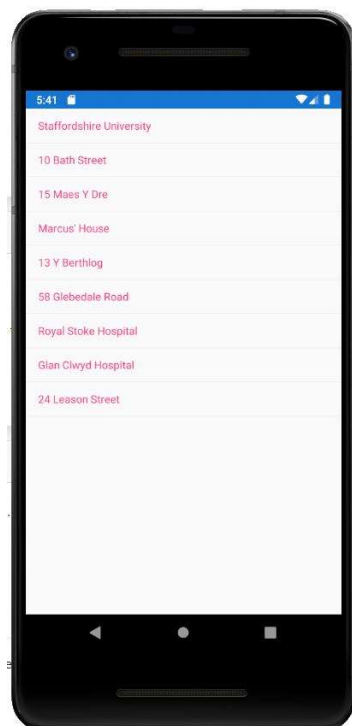 5:41
Staffordshire University
10 Bath Street
15 Maes Y Dre
Marcus' House
13 Y Berthlog
58 Glebedale Road
Royal Stoke Hospital
Glan Clwyd Hospital
24 Leason Street